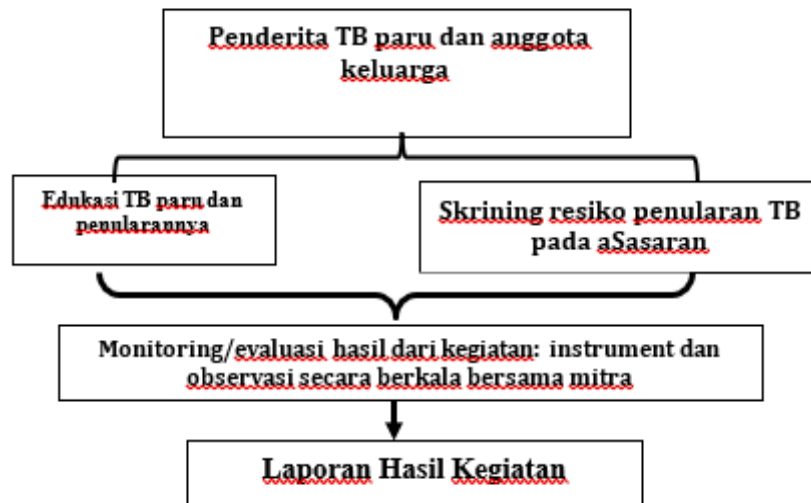 Penderita TB paru dan anggota
keluarga
Edukasi TB paru dan
penularannya
Skrining resiko penularan TB
pada aSasaran
Monitoring/evaluasi hasil dari kegiatan: instrument dan
observasi secara berkala bersama mitra
Laporan Hasil Kegiatan